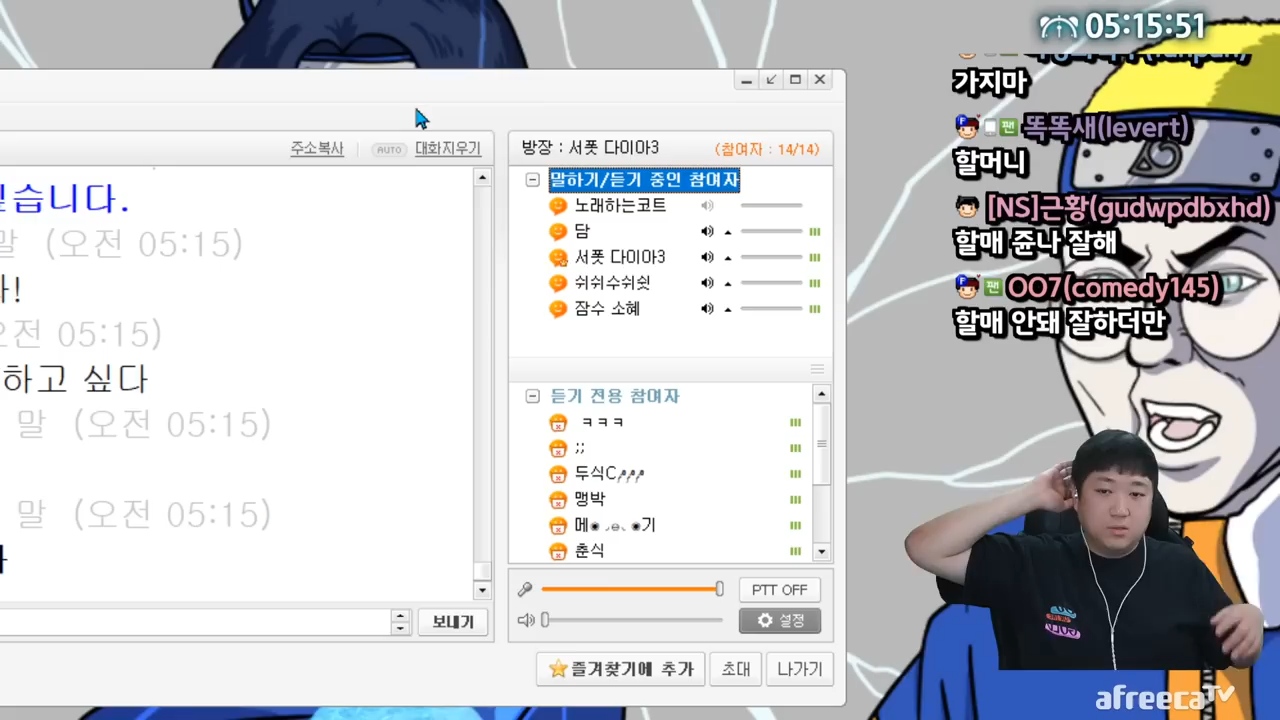 05:15:51
가지마
똑똑새(levert)
할머니
[NS]근황(gudwpdbxhd)
할매 쥰나 잘해
OO7(comedy145)
할매 안돼 잘하더만
주소복사
AUTO 대화지우기
습니다.
말 (오전 05:15)
오전 05:15)
하고 싶다
말 (오전 05:15)
말 (오전 05:15)
보내기
방장 : 서폿 다이아3 (참여자 : 14/14)
말하기/듣기 중인 참여자
노래하는코트
담
서폿 다이아3
쉬쉬수쉬쉿
잠수 소혜
듣기 전용 참여자
ㅋㅋㅋ
;;
두식C
맹박
춘식
PTT OFF
설정
즐겨찾기에 추가
초대
나가기
afreecaTV